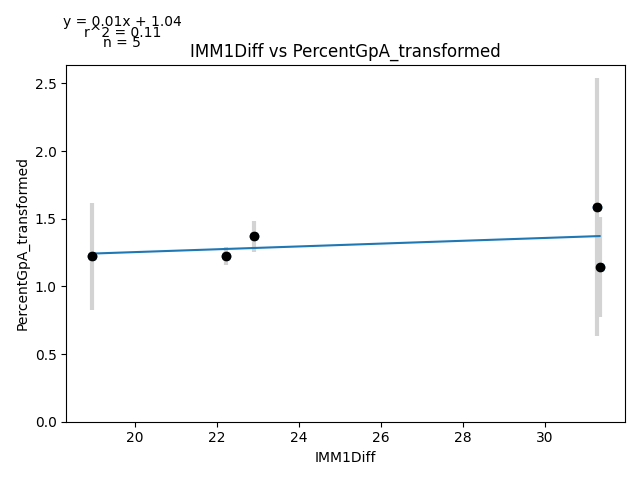 y = 0.01x + 1.04
r^2 = 0.11
n = 5
IMM1Diff vs PercentGpA_transformed
PercentGpA_transformed
2.5
2.0
1.5
1.0
0.5
0.0
20
22
24
26
28
30
IMM1Diff